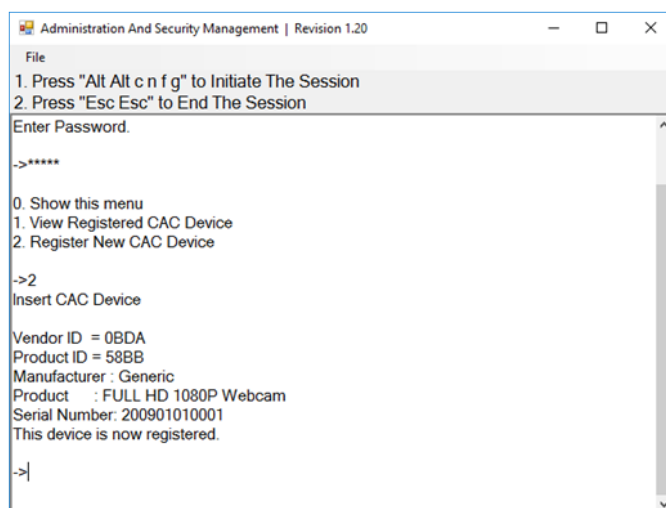 Administration And Security Management | Revision 1.20
File
1. Press "Alt Alt c n f g" to Initiate The Session
2. Press "Esc Esc" to End The Session
Enter Password.
->*****
0. Show this menu
1. View Registered CAC Device
2. Register New CAC Device
->2
Insert CAC Device
Vendor ID = 0BDA
Product ID = 58BB
Manufacturer : Generic
Product : FULL HD 1080P Webcam
Serial Number: 200901010001
This device is now registered.
->